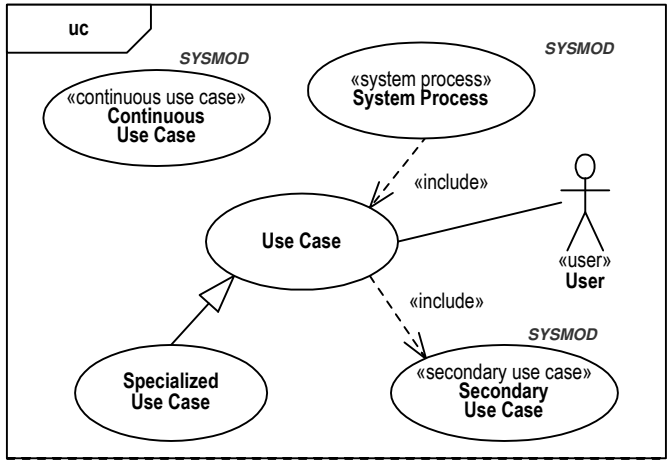 uc
SYSMOD
«continuous use case»
Continuous
Use Case
SYSMOD
«system process»
System Process
«include»
Use Case
«user»
User
«include»
Specialized
Use Case
SYSMOD
«secondary use case»
Secondary
Use Case